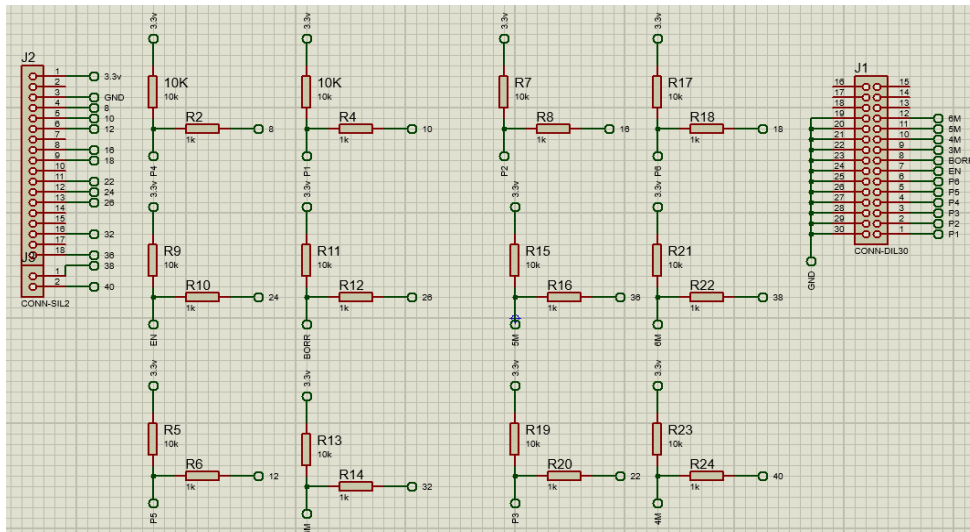 J2
1 3.3v
2
3 GND
4 8
5 10
6 12
7
8 16
9 18
10
11 22
12 24
13 26
14
15
16 32
17
18 36
J3
1 38
2 40
CONN-SIL2
3.3v
10K
10k
R2
1k
8
P4
3.3v
10K
10k
R4
1k
10
P1
3.3v
R7
10k
R8
1k
16
P2
3.3v
R17
10k
R18
1k
18
P6
J1
16 15
17 14
18 13
19 12 6M
20 11 5M
21 10 4M
22 9 3M
23 8 BORR
24 7 EN
25 6 P6
26 5 P5
27 4 P4
28 3 P3
29 2 P2
30 1 P1
CONN-DIL30
GND
3.3v
R9
10k
R10
1k
24
EN
3.3v
R11
10k
R12
1k
26
BORR
3.3v
R15
10k
R16
1k
36
5M
3.3v
R21
10k
R22
1k
38
6M
3.3v
R5
10k
R6
1k
12
P5
3.3v
R13
10k
R14
1k
32
M
3.3v
R19
10k
R20
1k
22
P3
3.3v
R23
10k
R24
1k
40
4M